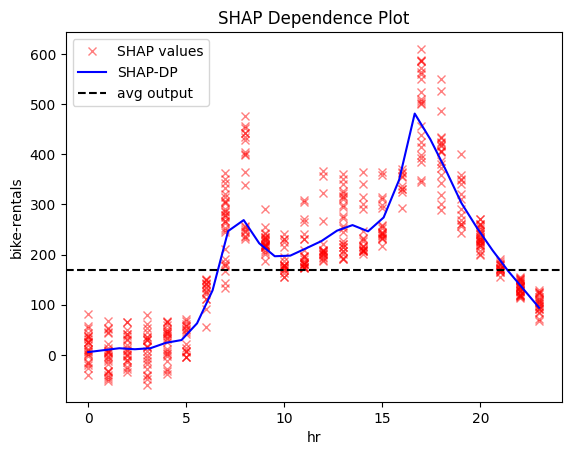 SHAP Dependence Plot
SHAP values
SHAP-DP
avg output
bike-rentals
600
500
400
300
200
100
0
0
5
10
15
20
hr